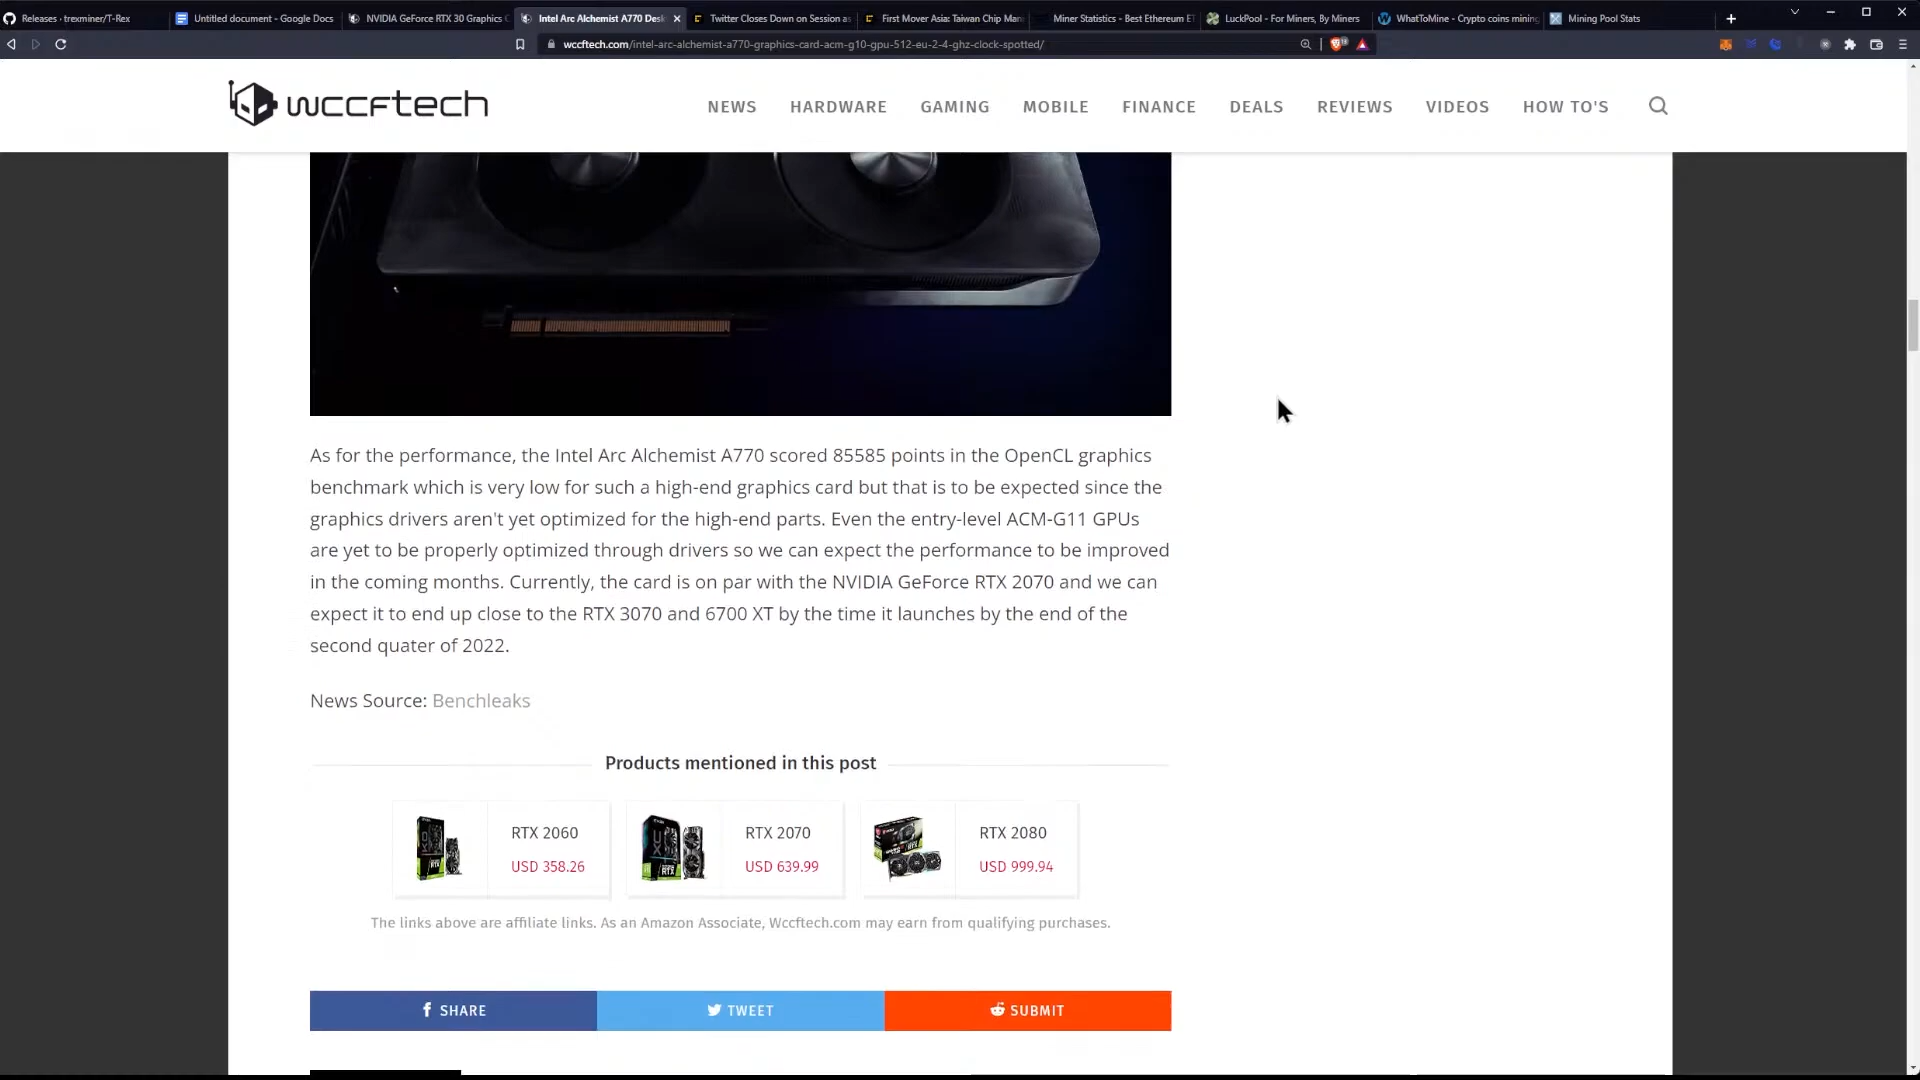 Releases · trexminer/T-Rex
Untitled document - Google Docs
NVIDIA GeForce RTX 30 Graphics C
Intel Arc Alchemist A770 Desk
Twitter Closes Down on Session as
First Mover Asia: Taiwan Chip Man
Miner Statistics - Best Ethereum ET
LuckPool - For Miners, By Miners
WhatToMine - Crypto coins mining
Mining Pool Stats
wccftech.com/intel-arc-alchemist-a770-graphics-card-acm-g10-gpu-512-eu-2-4-ghz-clock-spotted/
wccftech
NEWS HARDWARE GAMING MOBILE FINANCE DEALS REVIEWS VIDEOS HOW TO'S
As for the performance, the Intel Arc Alchemist A770 scored 85585 points in the OpenCL graphics
benchmark which is very low for such a high-end graphics card but that is to be expected since the
graphics drivers aren't yet optimized for the high-end parts. Even the entry-level ACM-G11 GPUs
are yet to be properly optimized through drivers so we can expect the performance to be improved
in the coming months. Currently, the card is on par with the NVIDIA GeForce RTX 2070 and we can
expect it to end up close to the RTX 3070 and 6700 XT by the time it launches by the end of the
second quater of 2022.
News Source: Benchleaks
Products mentioned in this post
RTX 2060
USD 358.26
RTX 2070
USD 639.99
RTX 2080
USD 999.94
The links above are affiliate links. As an Amazon Associate, Wccftech.com may earn from qualifying purchases.
SHARE
TWEET
SUBMIT